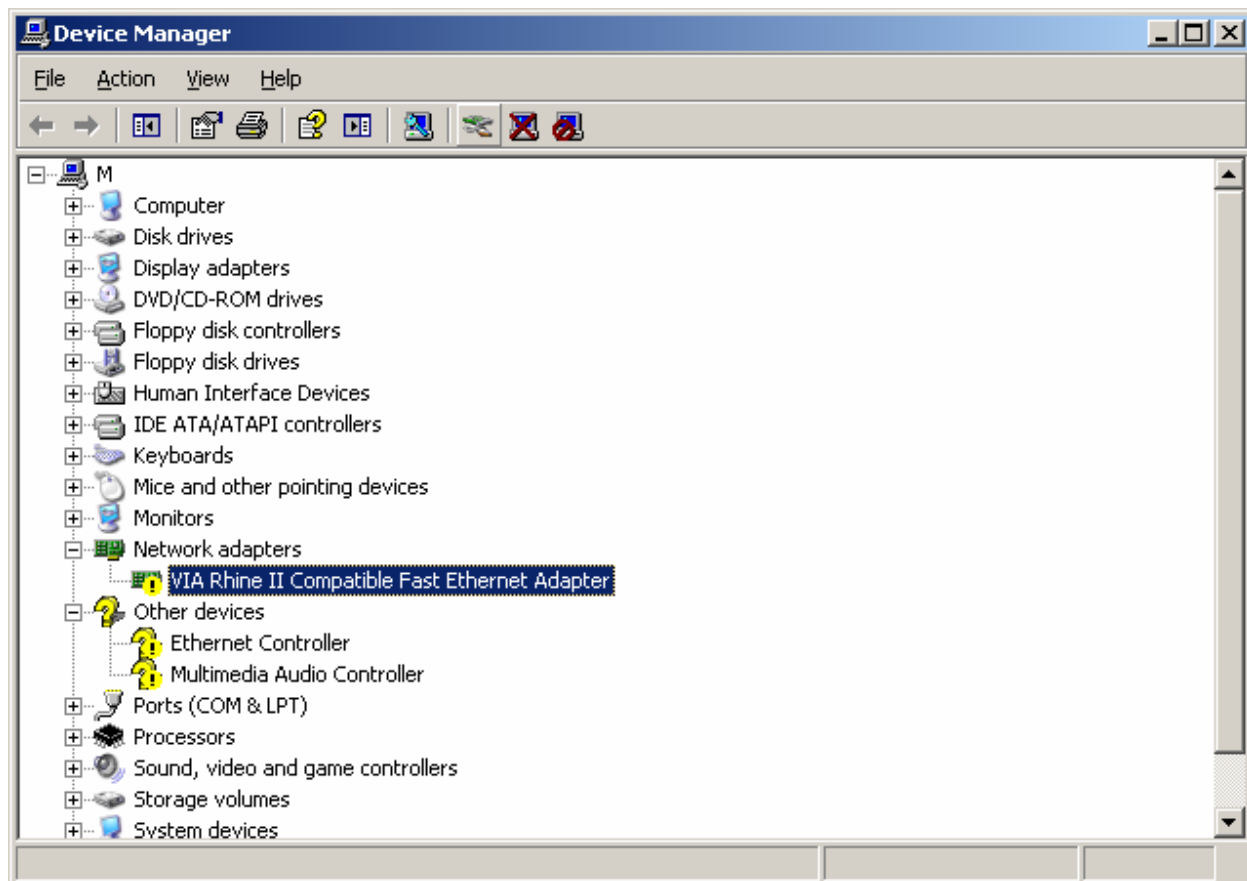 Device Manager
File Action View Help
M
Computer
Disk drives
Display adapters
DVD/CD-ROM drives
Floppy disk controllers
Floppy disk drives
Human Interface Devices
IDE ATA/ATAPI controllers
Keyboards
Mice and other pointing devices
Monitors
Network adapters
VIA Rhine II Compatible Fast Ethernet Adapter
Other devices
Ethernet Controller
Multimedia Audio Controller
Ports (COM & LPT)
Processors
Sound, video and game controllers
Storage volumes
System devices